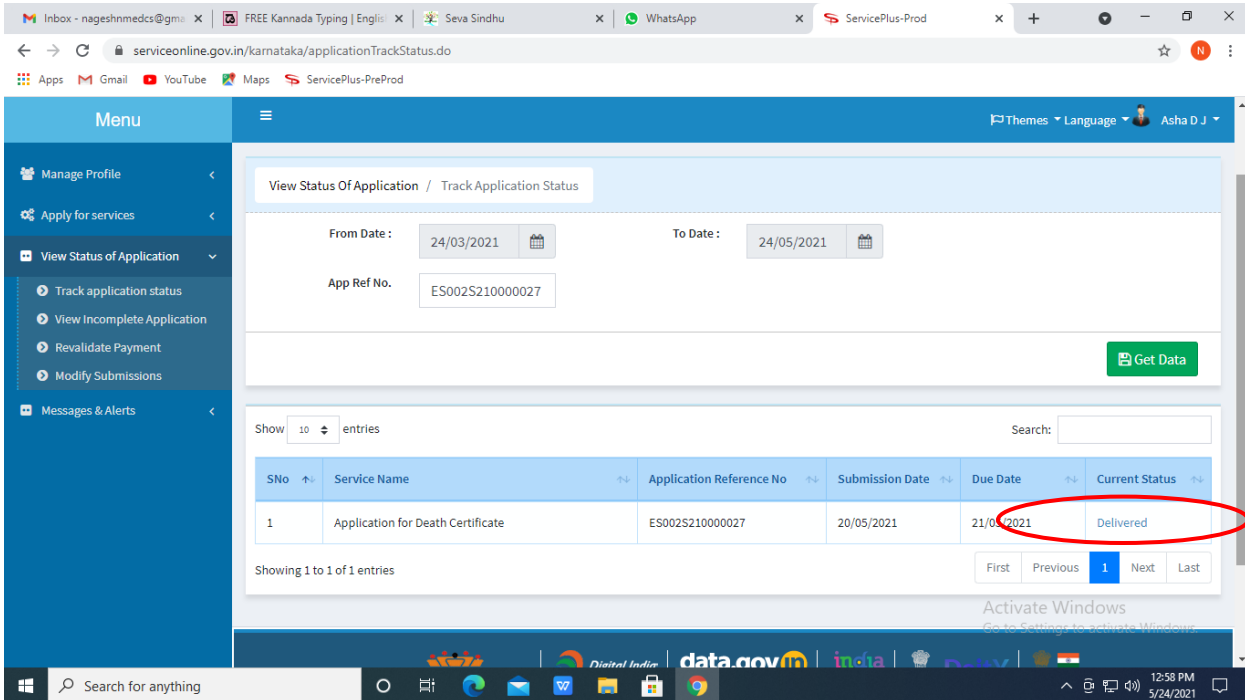 Inbox - nageshnmedcs@gma
FREE Kannada Typing | Englis
Seva Sindhu
WhatsApp
ServicePlus-Prod
serviceonline.gov.in/karnataka/applicationTrackStatus.do
N
Apps Gmail YouTube Maps ServicePlus-PreProd
Menu
Themes Language Asha D J
Manage Profile
Apply for services
View Status of Application
Track application status
View Incomplete Application
Revalidate Payment
Modify Submissions
Messages & Alerts
View Status Of Application / Track Application Status
From Date : 24/03/2021 To Date : 24/05/2021
App Ref No. ES002S210000027
Get Data
Show 10 entries Search:
SNo Service Name Application Reference No Submission Date Due Date Current Status
1 Application for Death Certificate ES002S210000027 20/05/2021 21/05/2021 Delivered
Showing 1 to 1 of 1 entries First Previous 1 Next Last
Activate Windows
Go to Settings to activate Windows.
Digital India data.gov in india
Search for anything
12:58 PM
5/24/2021